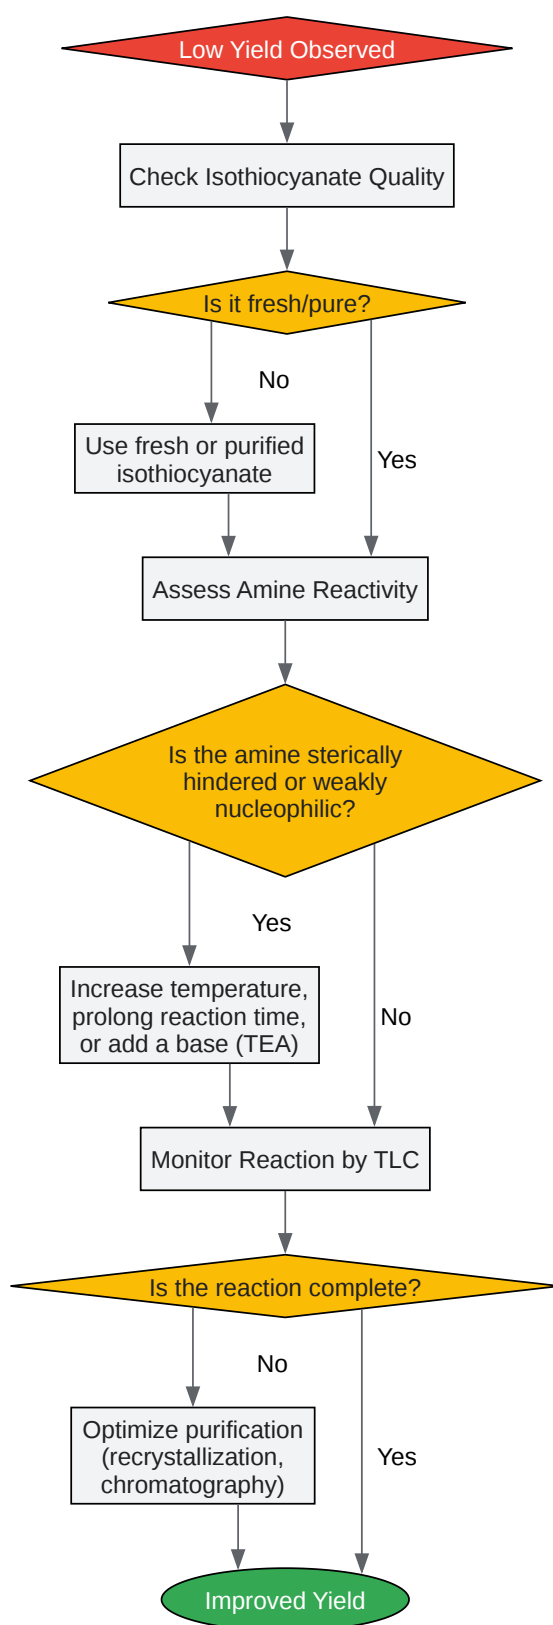 Low Yield Observed
Check Isothiocyanate Quality
Is it fresh/pure?
No
Use fresh or purified
isothiocyanate
Yes
Assess Amine Reactivity
Is the amine sterically
hindered or weakly
nucleophilic?
Yes
Increase temperature,
prolong reaction time,
or add a base (TEA)
No
Monitor Reaction by TLC
Is the reaction complete?
No
Optimize purification
(recrystallization,
chromatography)
Yes
Improved Yield